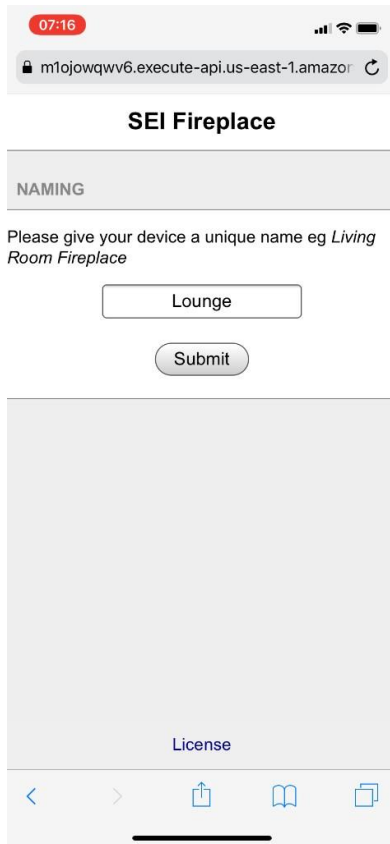 07:16
m1ojowqwv6.execute-api.us-east-1.amazon
SEI Fireplace
NAMING
Please give your device a unique name eg Living
Room Fireplace
Lounge
Submit
License